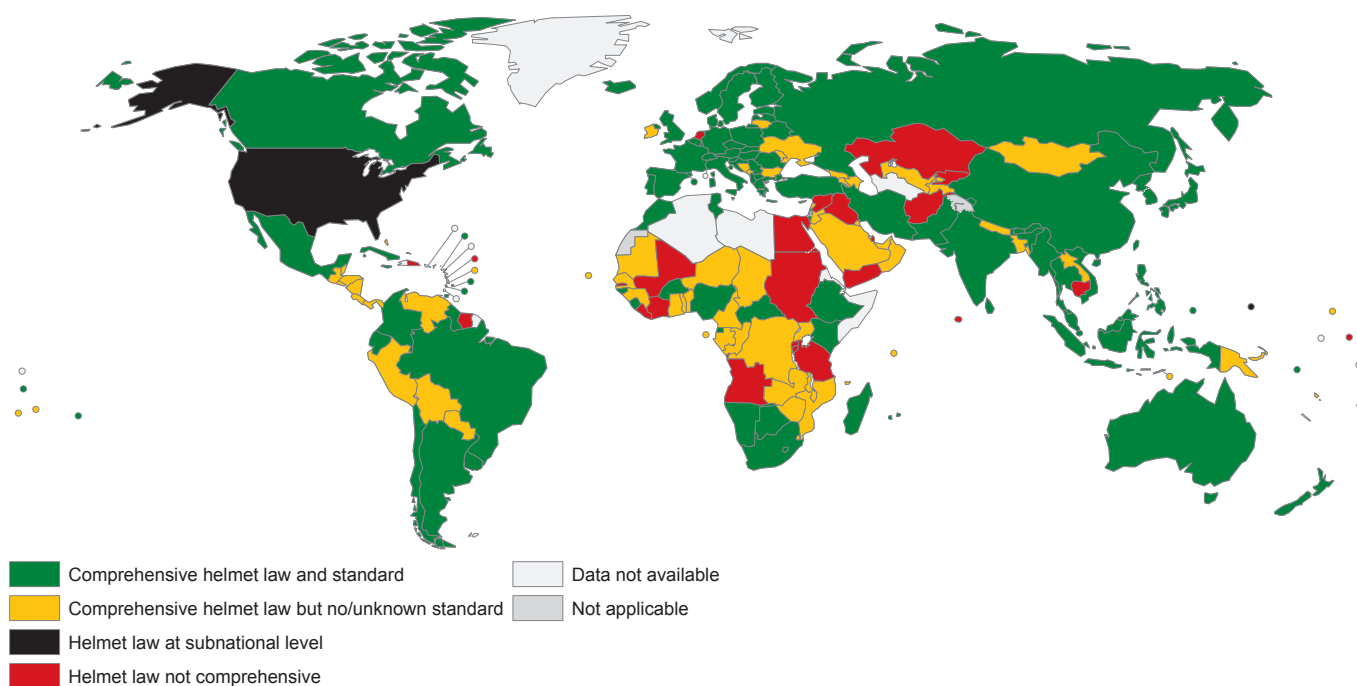 Comprehensive helmet law and standard
Comprehensive helmet law but no/unknown standard
Helmet law at subnational level
Helmet law not comprehensive
Data not available
Not applicable